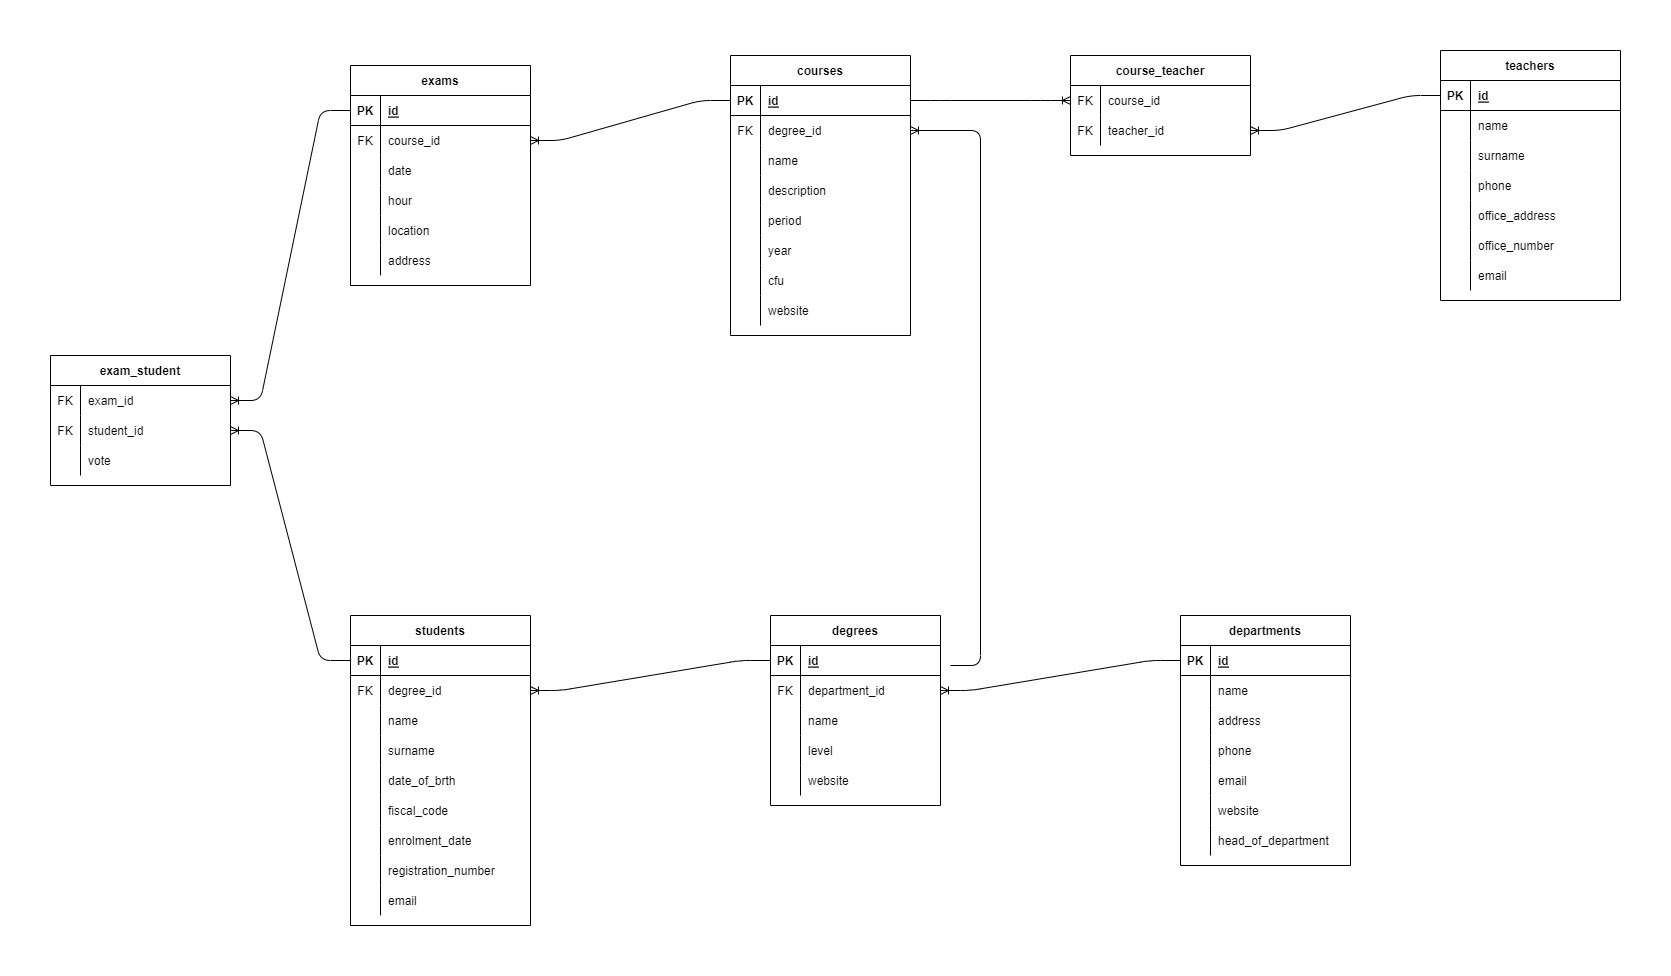 exams
PK id
FK course_id
date
hour
location
address
courses
PK id
FK degree_id
name
description
period
year
cfu
website
course_teacher
FK course_id
FK teacher_id
teachers
PK id
name
surname
phone
office_address
office_number
email
exam_student
FK exam_id
FK student_id
vote
students
PK id
FK degree_id
name
surname
date_of_brth
fiscal_code
enrolment_date
registration_number
email
degrees
PK id
FK department_id
name
level
website
departments
PK id
name
address
phone
email
website
head_of_department